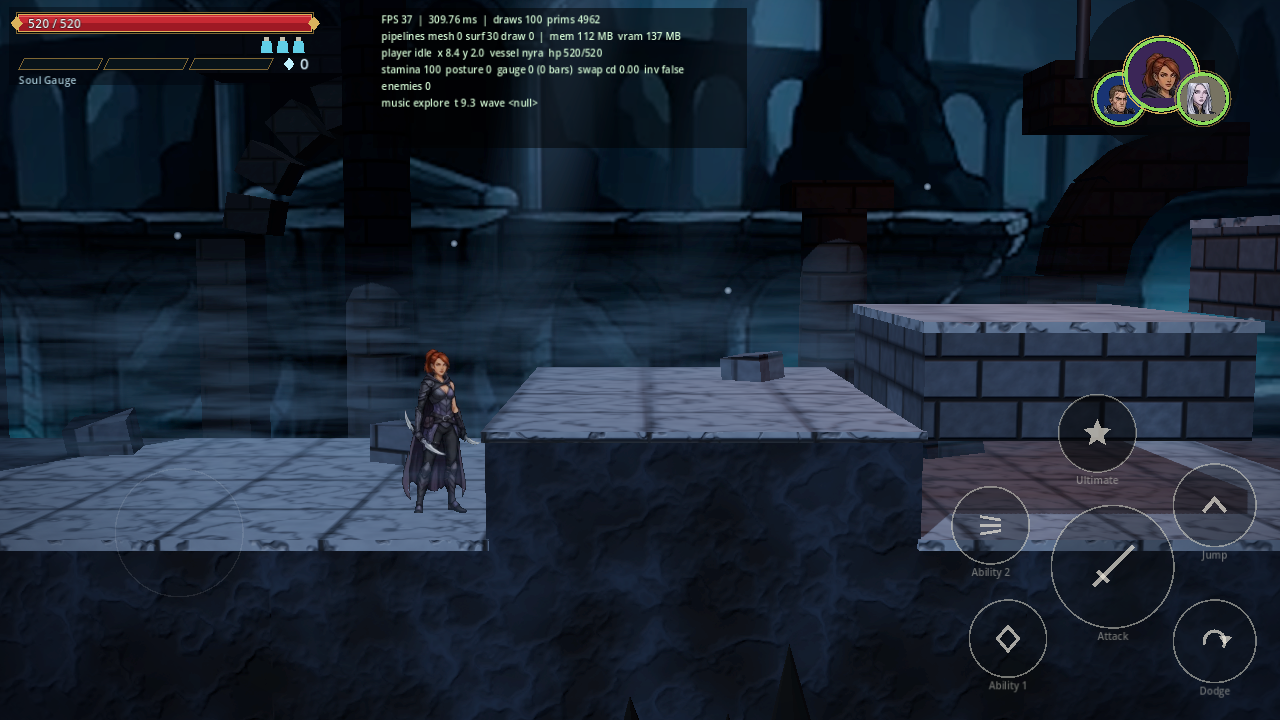 520 / 520
0
Soul Gauge
FPS 37 | 309.76 ms | draws 100 prims 4962
pipelines mesh 0 surf 30 draw 0 | mem 112 MB vram 137 MB
player idle x 8.4 y 2.0 vessel nyra hp 520/520
stamina 100 posture 0 gauge 0 (0 bars) swap cd 0.00 inv false
enemies 0
music explore t 9.3 wave <null>
Ultimate
Ability 2
Jump
Attack
Ability 1
Dodge